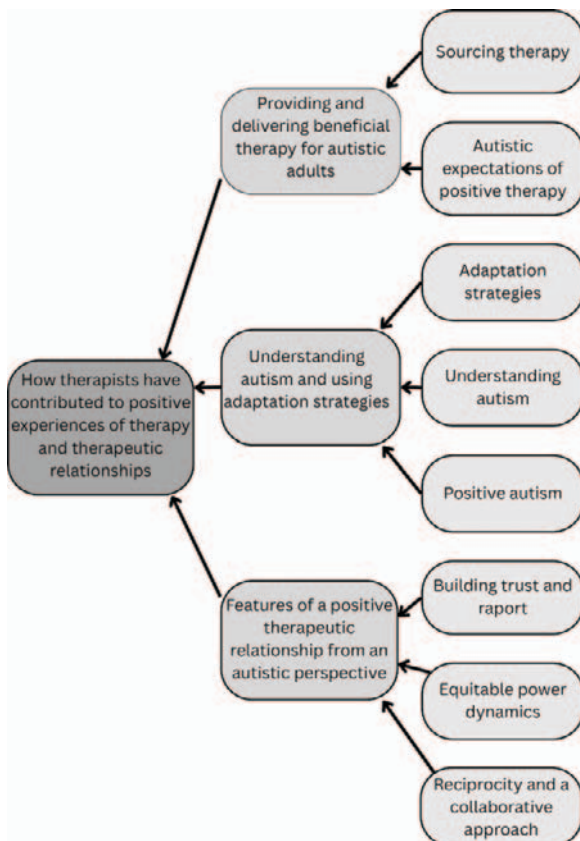 Sourcing therapy
Providing and
delivering beneficial
therapy for autistic
adults
Autistic
expectations of
positive therapy
Adaptation
strategies
Understanding
autism and using
adaptation strategies
Understanding
autism
How therapists have
contributed to positive
experiences of therapy
and therapeutic
relationships
Positive autism
Building trust and
raport
Features of a positive
therapeutic
relationship from an
autistic perspective
Equitable power
dynamics
Reciprocity and a
collaborative
approach